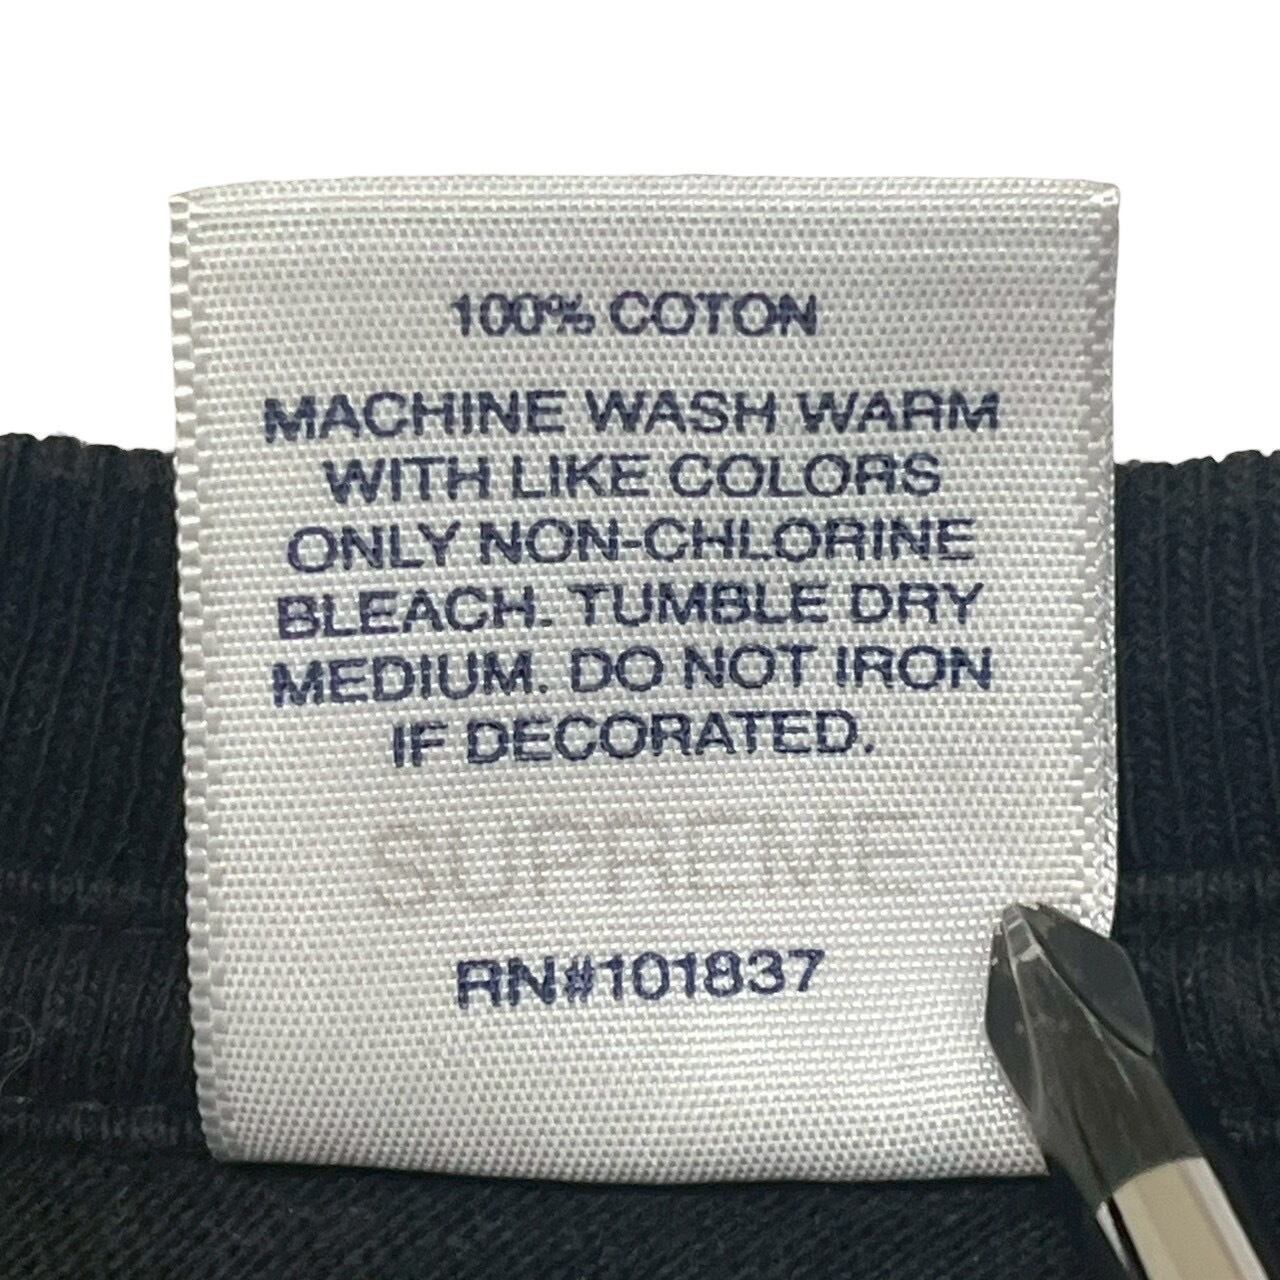 100% COTON
MACHINE WASH WARM
WITH LIKE COLORS
ONLY NON-CHLORINE
BLEACH. TUMBLE DRY
MEDIUM. DO NOT IRON
IF DECORATED.
SUPREME
RN#101837